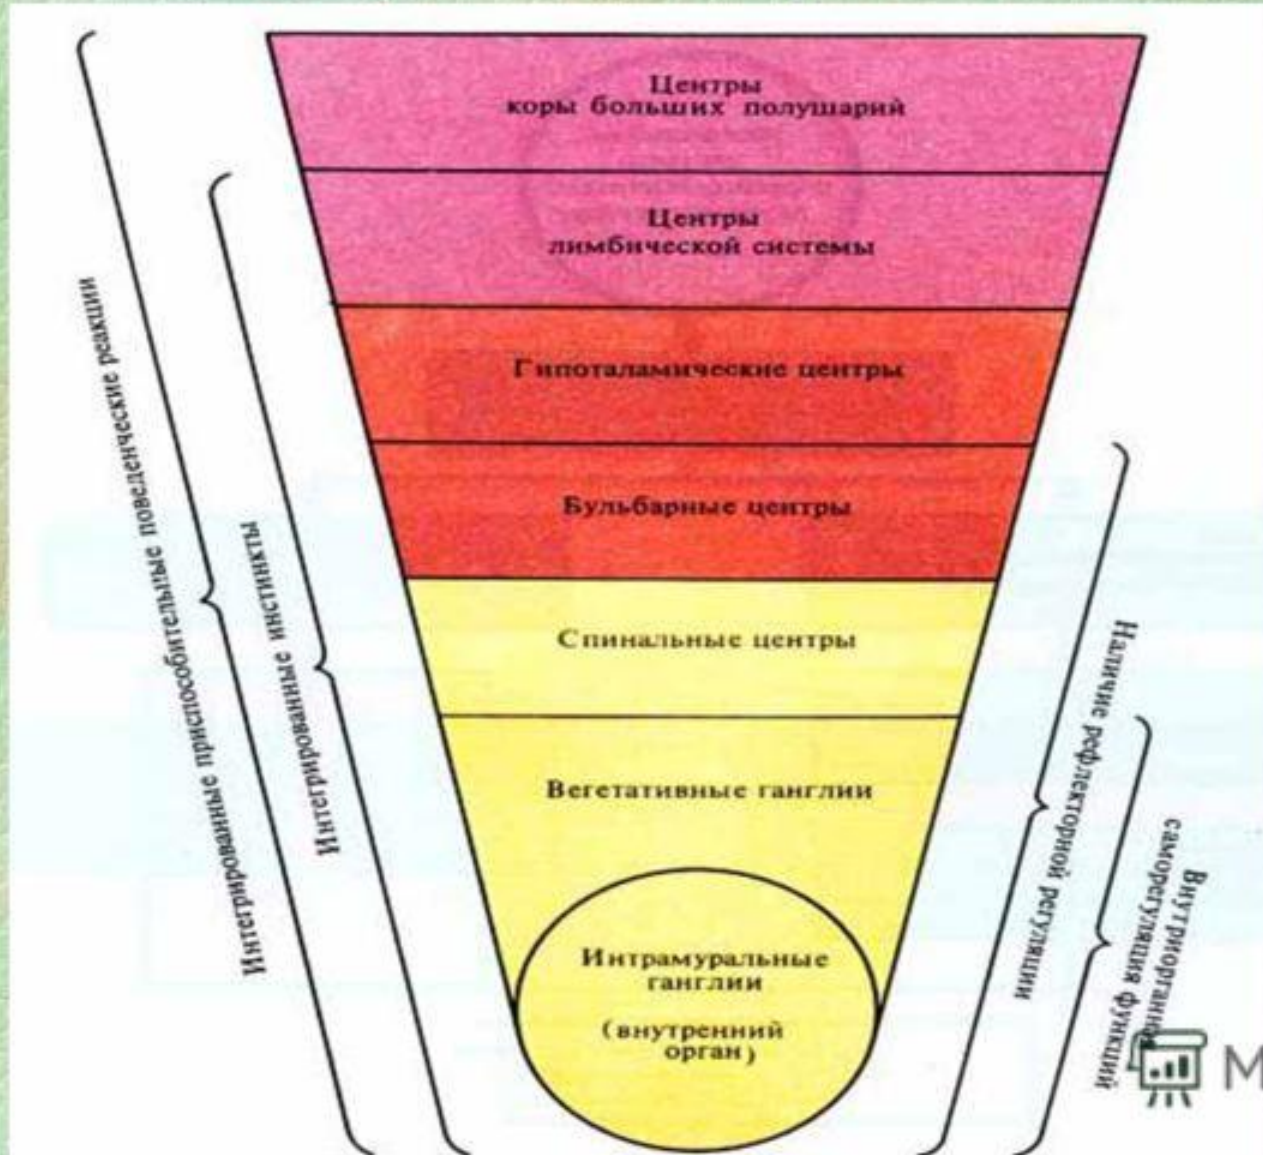 Центры
коры больших полушарий
Центры
лимбической системы
Гипоталамические центры
Бульбарные центры
Спинальные центры
Вегетативные ганглии
Интрамуральные
ганглии
(внутренний
орган)
Интегрированные приспособительные поведенческие реакции
Интегрированные инстинкты
Наличие рефлекторной регуляции
саморегуляция функций
M